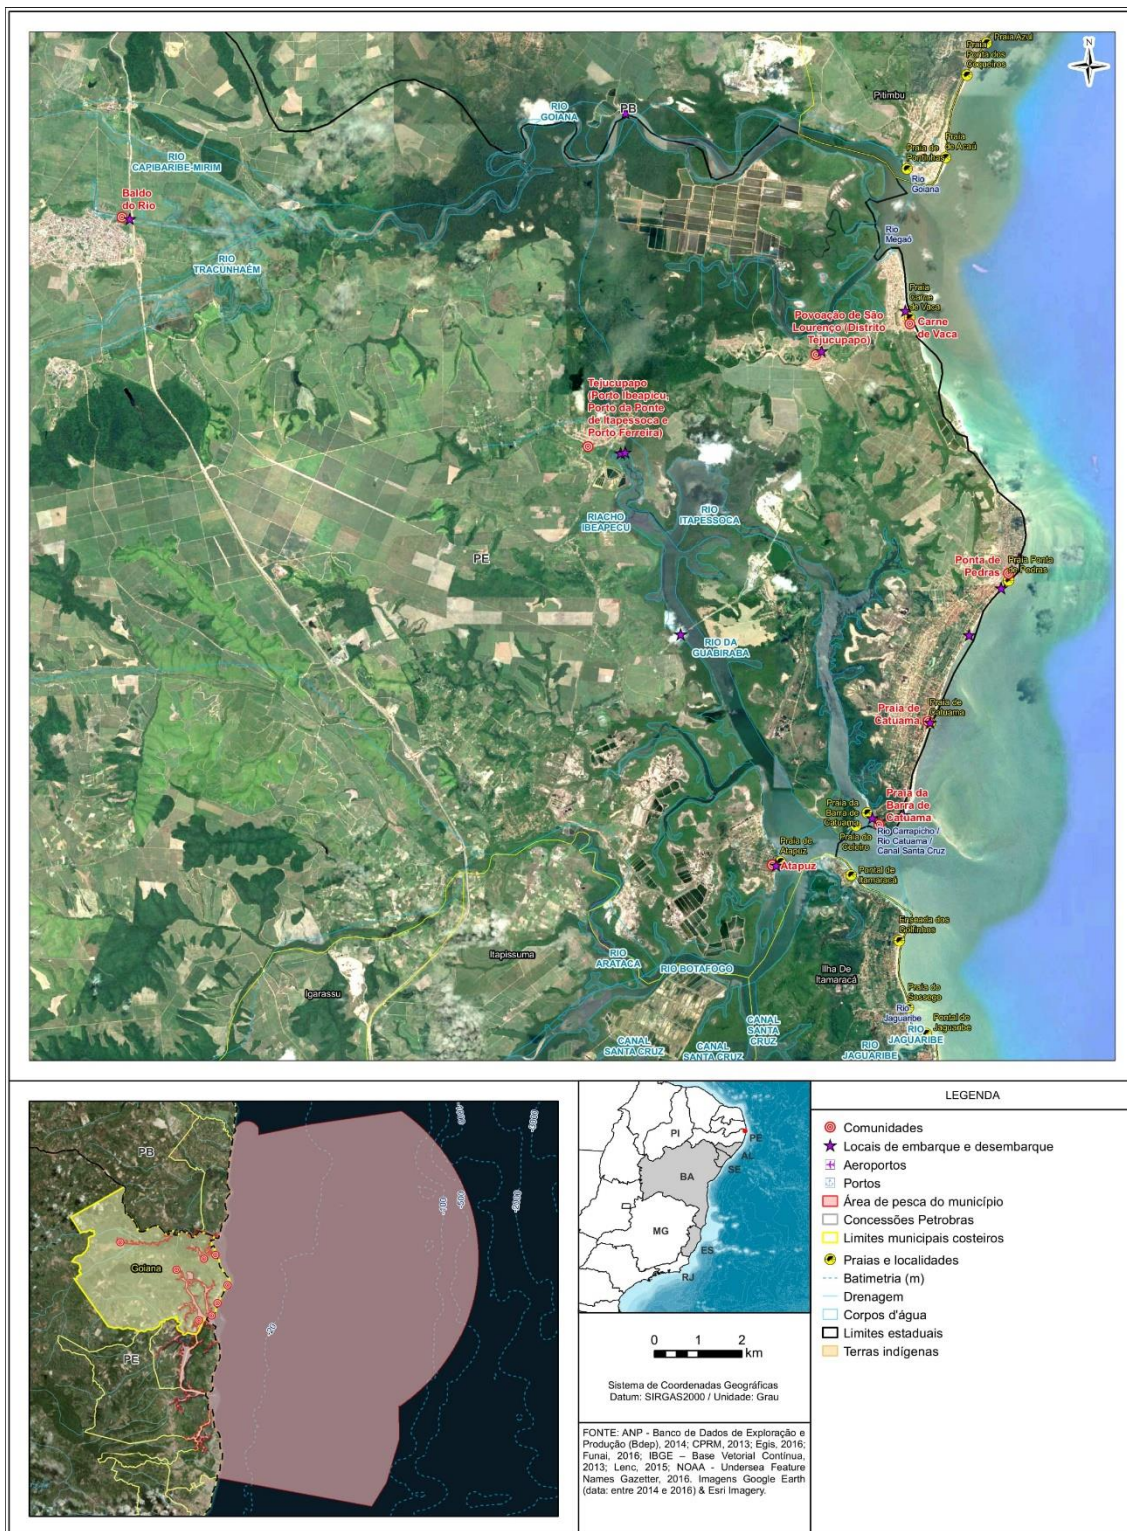 Praia Azul
Praia
Ponta dos
Coqueiros
N
Pitimbu
PB
RIO
GOIANA
Praia
de Acaú
Praia de
Pontinhas
Rio
Goiana
RIO
CAPIBARIBE-MIRIM
Baldo
do Rio
Rio
Megaó
RIO
TRACUNHAÉM
Praia
Carne
de Vaca
Carne
de Vaca
Povoação de São
Lourenço (Distrito
Tejucupapo)
Tejucupapo
(Porto Ibeapicu,
Porto da Ponte
de Itapessoca e
Porto Ferreira)
RIACHO
IBEAPECU
RIO
ITAPESSOCA
PE
Ponta de
Pedras
Praia Ponta
de Pedras
RIO DA
GUABIRABA
Praia de
Catuama
Praia de
Catuama
Praia da
Barra de
Catuama
Praia da
Barra de
Catuama
Praia do
Celeiro
Rio Carrapicho /
Rio Catuama /
Canal Santa Cruz
Praia de
Atapuz
Atapuz
Pontal de
Itamaracá
Enseada dos
Golfinhos
Itapissuma
RIO
ARATACA
RIO BOTAFOGO
Ilha De
Itamaracá
Igarassu
Praia do
Sossego
Rio
Jaguaribe
Pontal de
Jaguaribe
RIO
JAGUARIBE
CANAL
SANTA CRUZ
CANAL
SANTA CRUZ
CANAL
SANTA
CRUZ
RIO
JAGUARIBE
PB
Goiana
PE
-20
-100
-500
-1000
-2000
-3000
PI
PE
AL
SE
BA
MG
ES
RJ
0 1 2
km
Sistema de Coordenadas Geográficas
Datum: SIRGAS2000 / Unidade: Grau
FONTE: ANP - Banco de Dados de Exploração e
Produção (Bdep), 2014; CPRM, 2013; Egis, 2016;
Funai, 2016; IBGE – Base Vetorial Contínua,
2013; Lenc, 2015; NOAA - Undersea Feature
Names Gazetter, 2016. Imagens Google Earth
(data: entre 2014 e 2016) & Esri Imagery.
LEGENDA
Comunidades
Locais de embarque e desembarque
Aeroportos
Portos
Área de pesca do município
Concessões Petrobras
Limites municipais costeiros
Praias e localidades
Batimetria (m)
Drenagem
Corpos d'água
Limites estaduais
Terras indígenas